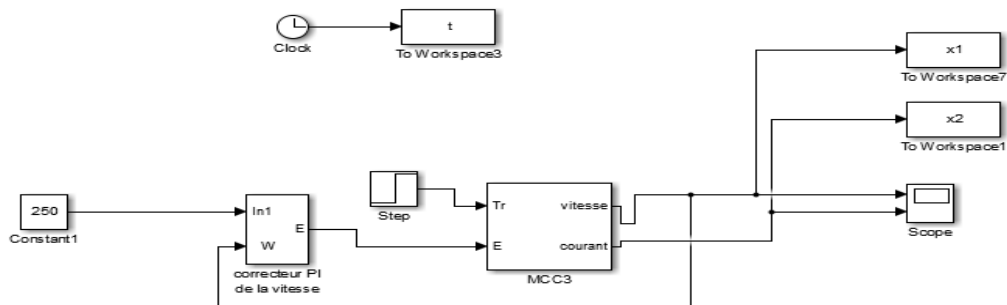 t
Clock
To Workspace3
x1
To Workspace7
x2
To Workspace1
250
Constant1
In1
W
E
correcteur PI
de la vitesse
Step
Tr
E
vitesse
courant
MCC3
Scope